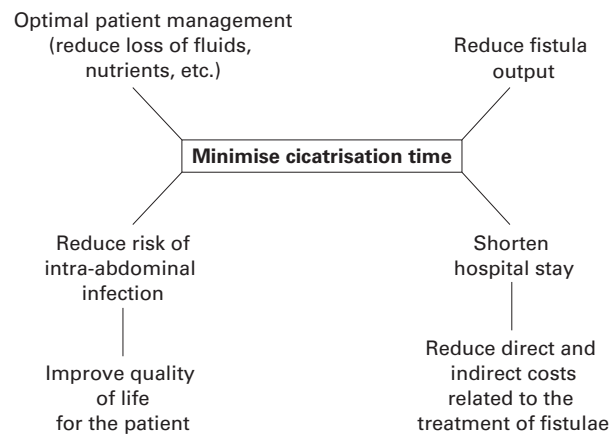 Optimal patient management
(reduce loss of fluids,
nutrients, etc.)
Reduce fistula
output
Minimise cicatrisation time
Reduce risk of
intra-abdominal
infection
Shorten
hospital stay
Improve quality
of life
for the patient
Reduce direct and
indirect costs
related to the
treatment of fistulae